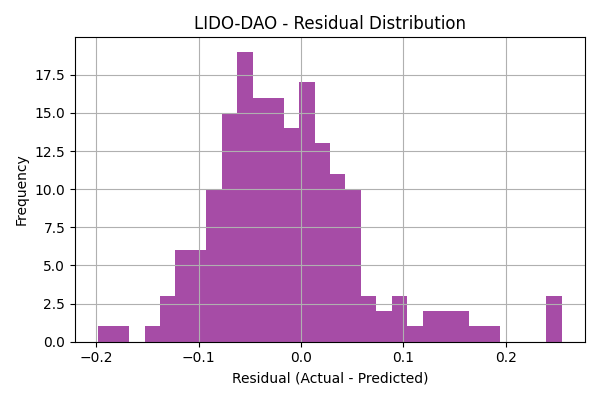 LIDO-DAO - Residual Distribution
17.5
15.0
12.5
10.0
7.5
5.0
2.5
0.0
Frequency
−0.2 −0.1 0.0 0.1 0.2
Residual (Actual - Predicted)